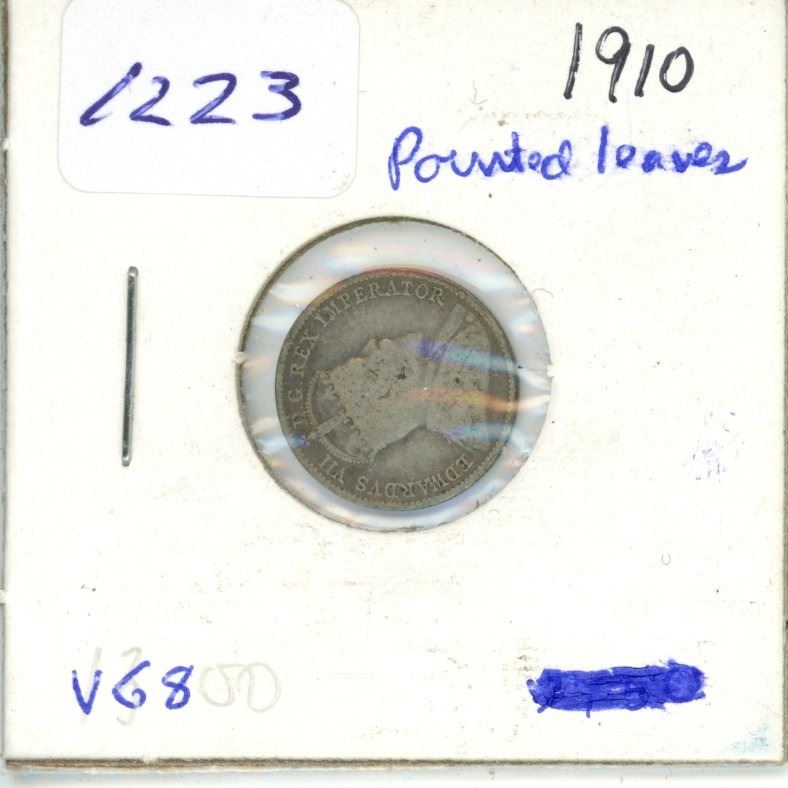 1223
1910
Pointed leaves
EDWARDVS VII D.G. REX IMPERATOR
VG8